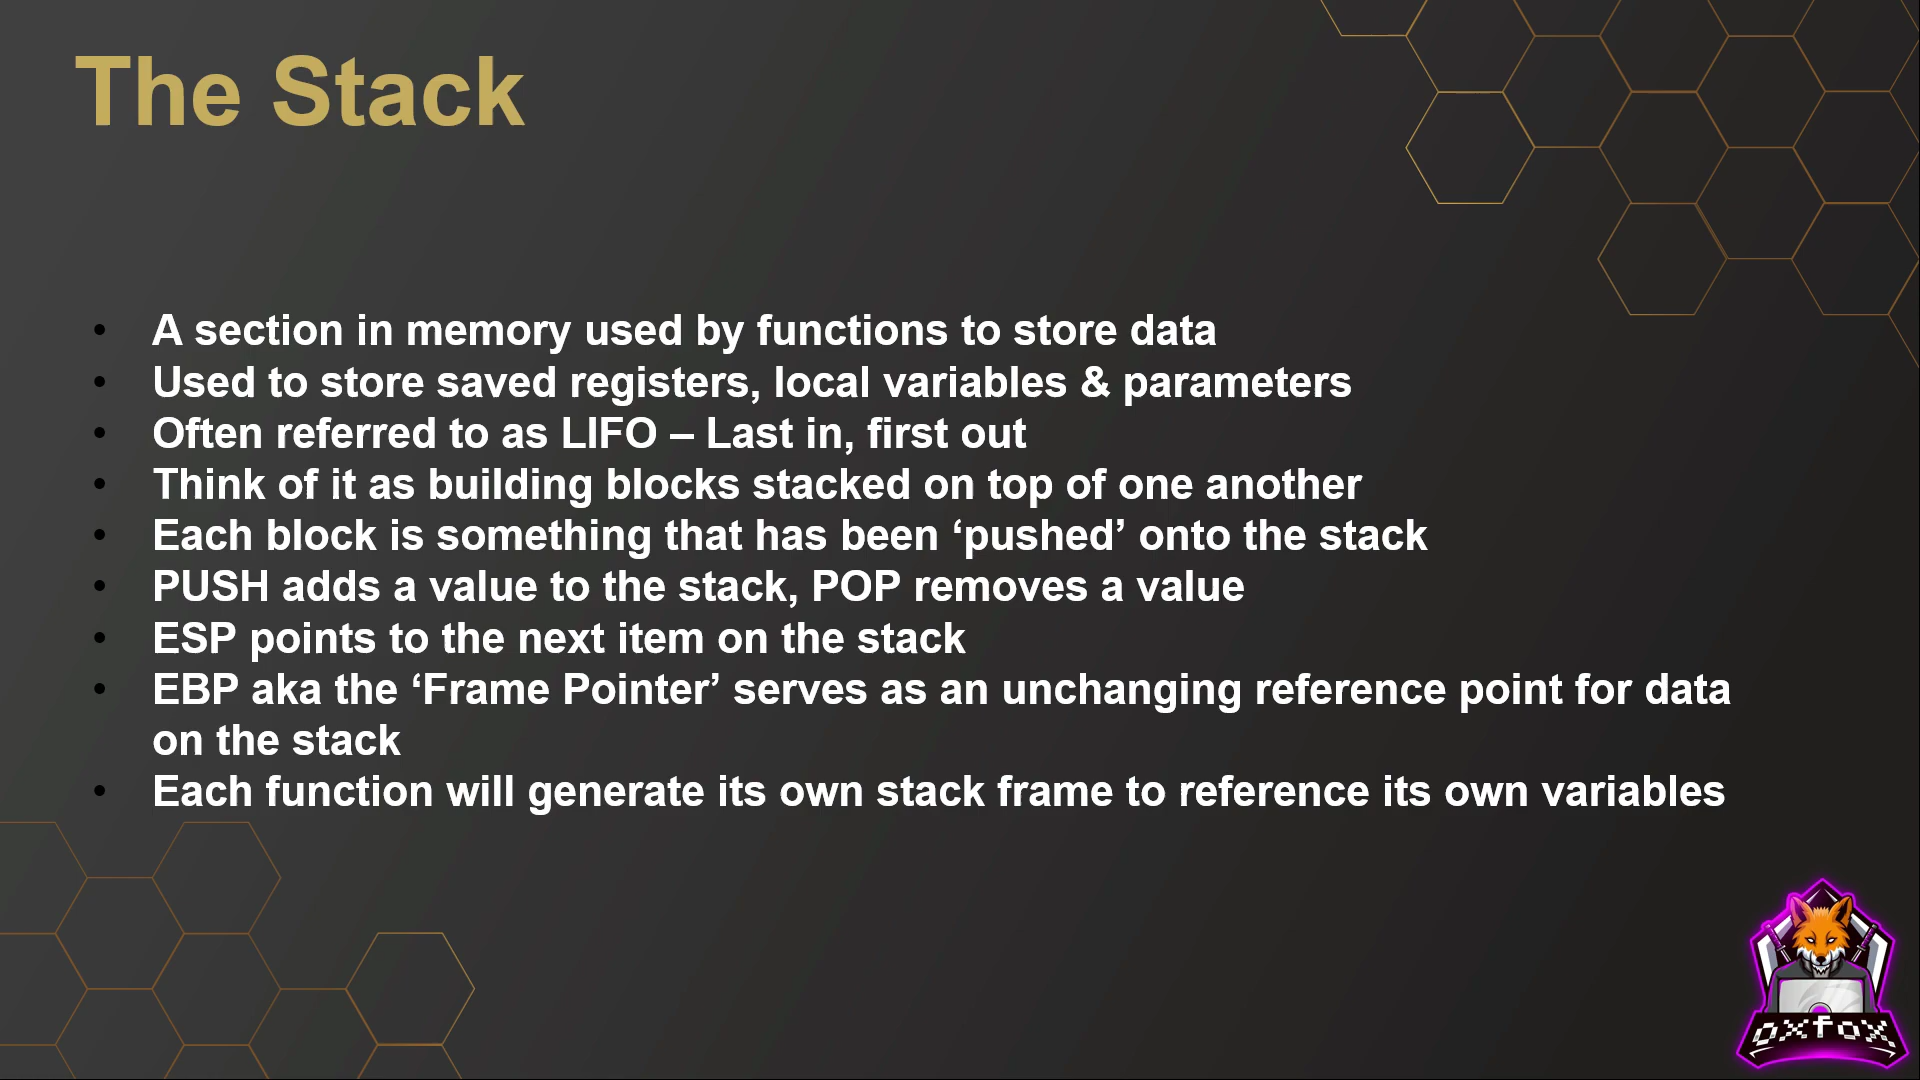 The Stack
• A section in memory used by functions to store data
• Used to store saved registers, local variables & parameters
• Often referred to as LIFO – Last in, first out
• Think of it as building blocks stacked on top of one another
• Each block is something that has been ‘pushed’ onto the stack
• PUSH adds a value to the stack, POP removes a value
• ESP points to the next item on the stack
• EBP aka the ‘Frame Pointer’ serves as an unchanging reference point for data
on the stack
• Each function will generate its own stack frame to reference its own variables
oxfox